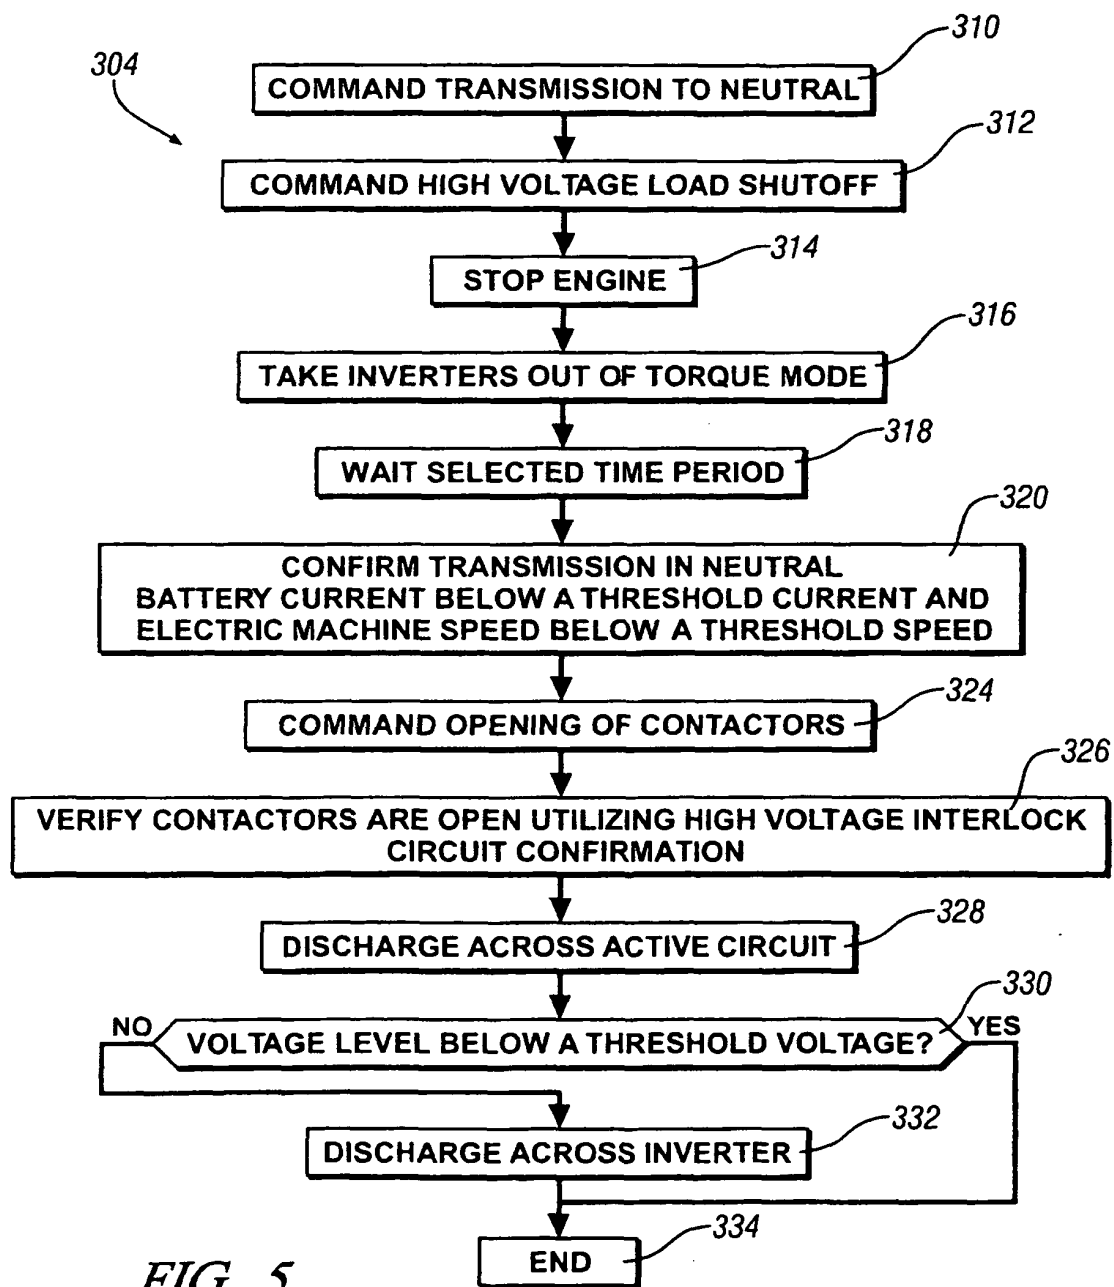 310
304
COMMAND TRANSMISSION TO NEUTRAL
312
COMMAND HIGH VOLTAGE LOAD SHUTOFF
314
STOP ENGINE
316
TAKE INVERTERS OUT OF TORQUE MODE
318
WAIT SELECTED TIME PERIOD
320
CONFIRM TRANSMISSION IN NEUTRAL
BATTERY CURRENT BELOW A THRESHOLD CURRENT AND
ELECTRIC MACHINE SPEED BELOW A THRESHOLD SPEED
324
COMMAND OPENING OF CONTACTORS
326
VERIFY CONTACTORS ARE OPEN UTILIZING HIGH VOLTAGE INTERLOCK
CIRCUIT CONFIRMATION
328
DISCHARGE ACROSS ACTIVE CIRCUIT
330
NO
YES
VOLTAGE LEVEL BELOW A THRESHOLD VOLTAGE?
332
DISCHARGE ACROSS INVERTER
334
END
FIG. 5